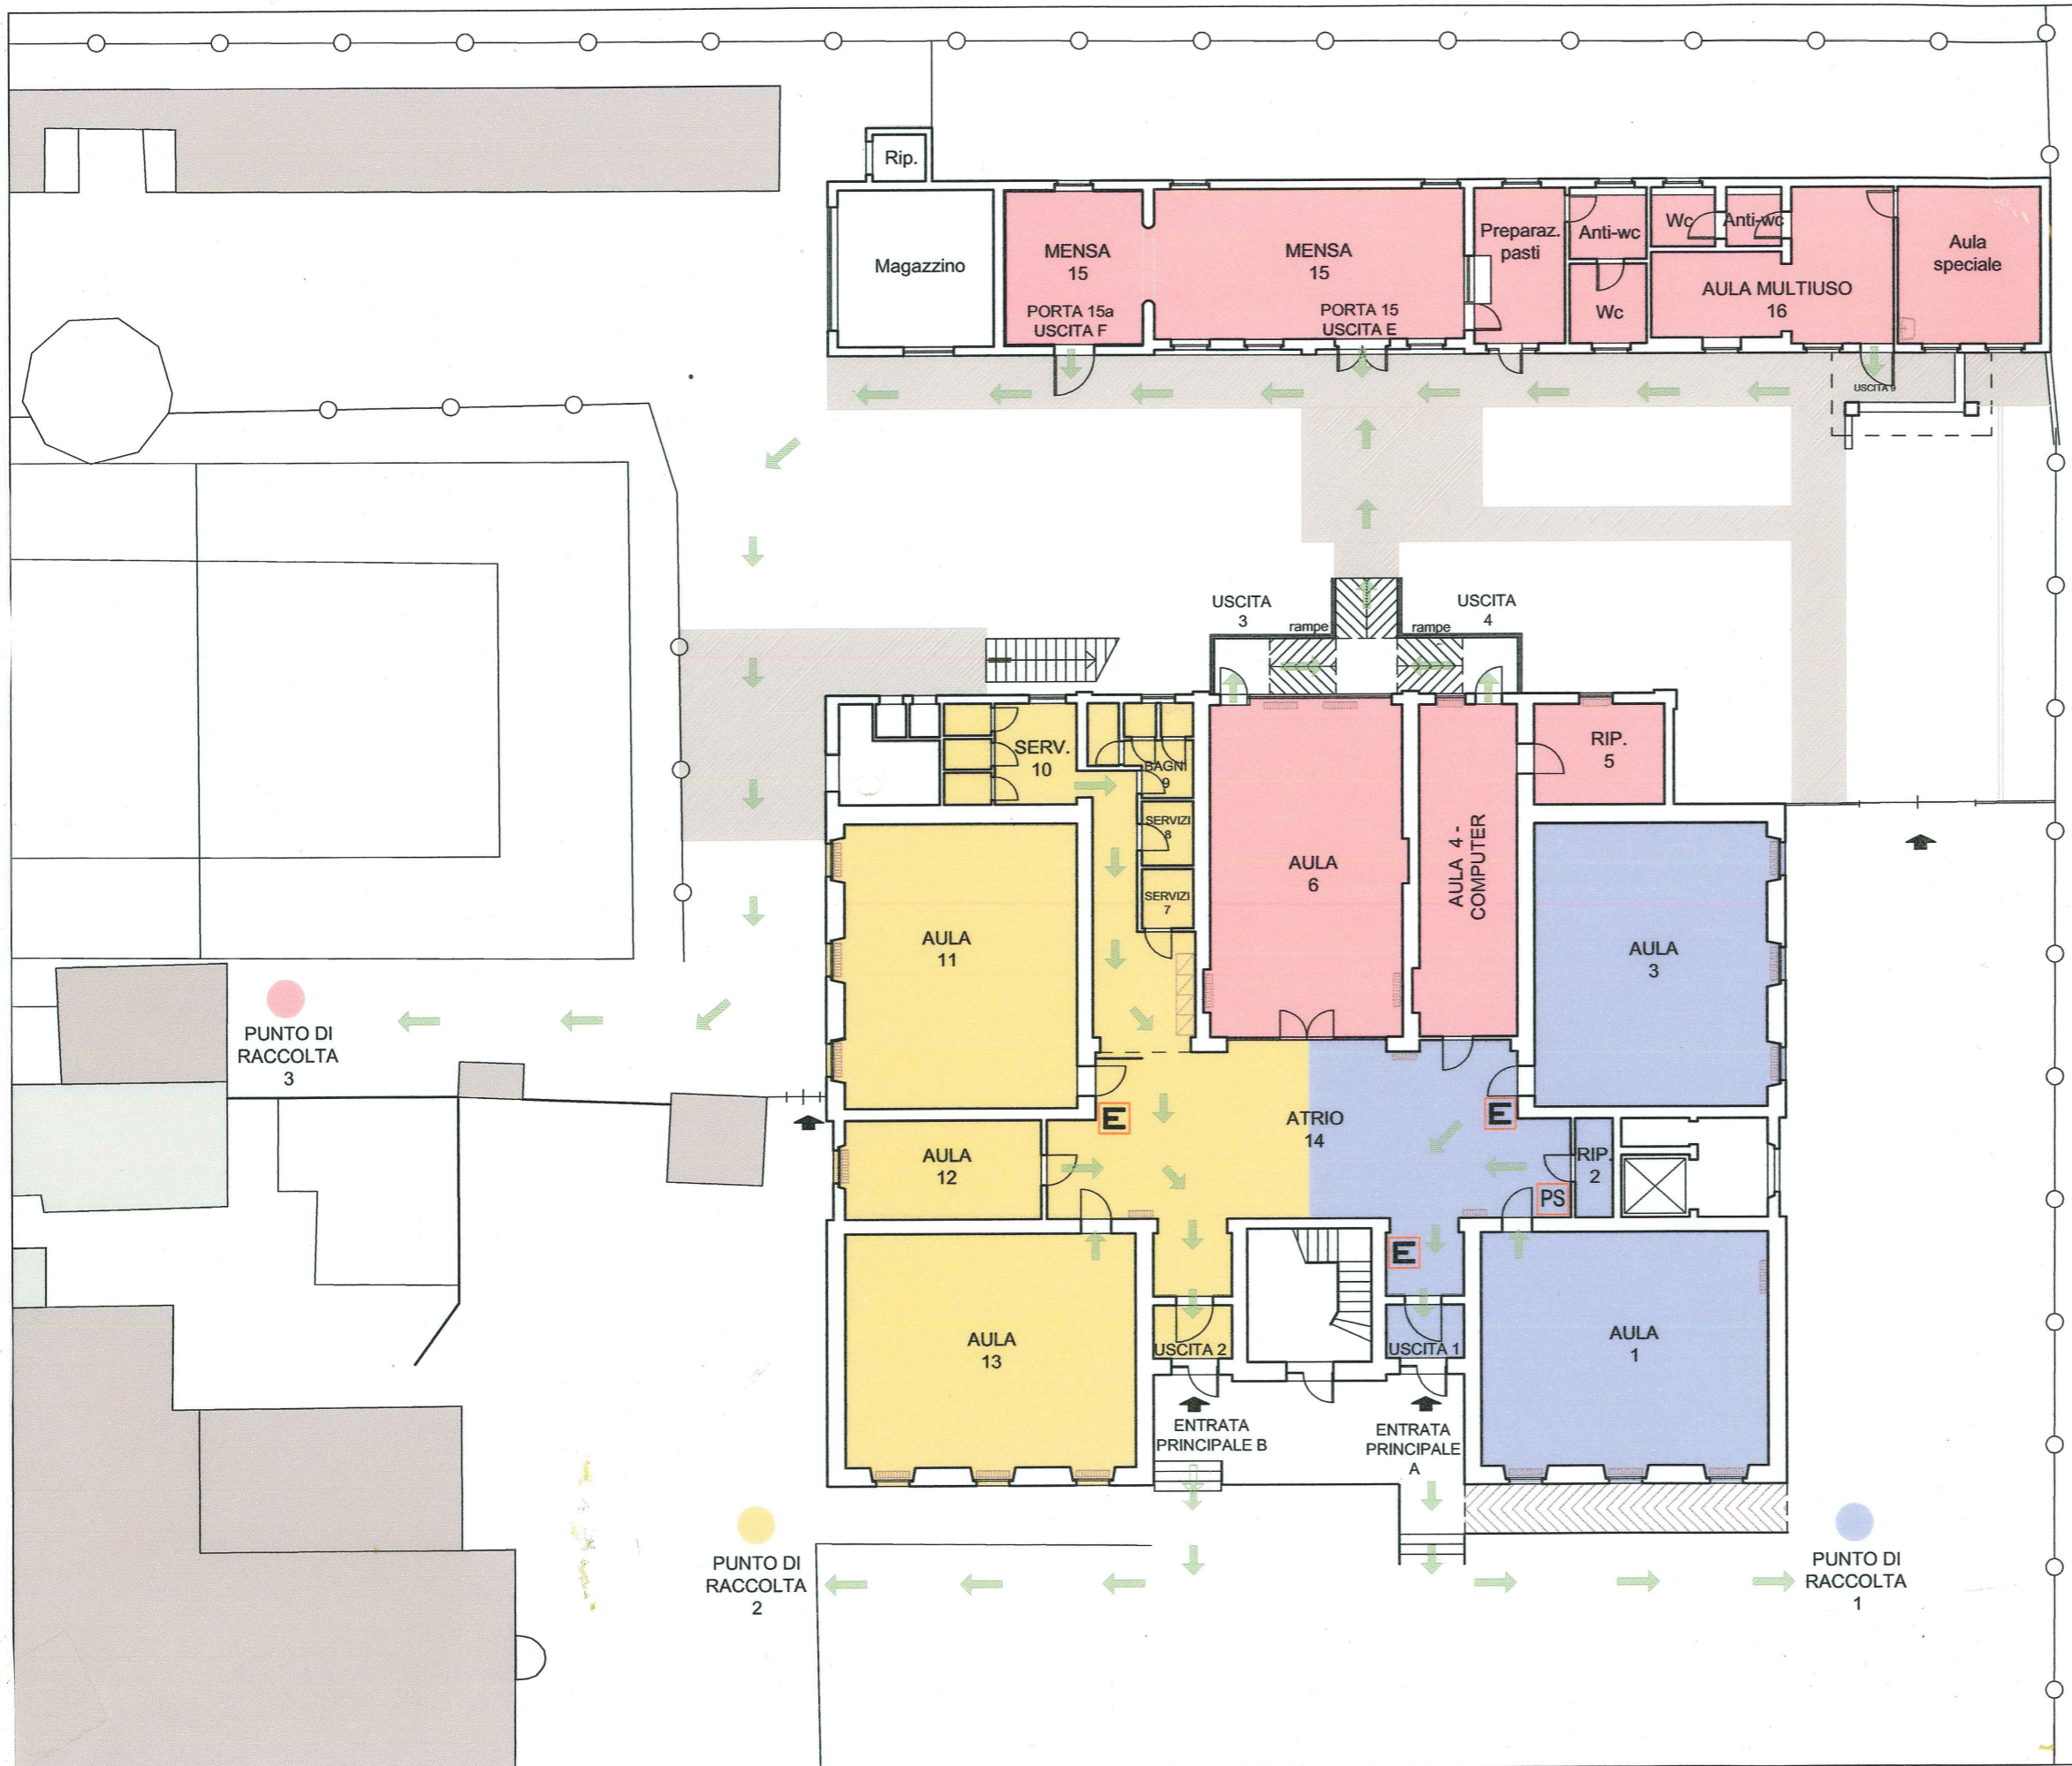 Rip.
Magazzino
MENSA
15
PORTA 15a
USCITA F
MENSA
15
PORTA 15
USCITA E
Preparaz.
pasti
Anti-wc
Wc
Wc
Anti-wc
AULA MULTIUSO
16
Aula
speciale
USCITA 9
USCITA
3
rampe
rampe
USCITA
4
SERV.
10
BAGNI
9
SERVIZI
8
SERVIZI
7
AULA
6
AULA 4 -
COMPUTER
RIP.
5
AULA
11
AULA
3
PUNTO DI
RACCOLTA
3
E
ATRIO
14
E
AULA
12
RIP.
2
PS
E
AULA
13
USCITA 2
USCITA 1
AULA
1
ENTRATA
PRINCIPALE B
ENTRATA
PRINCIPALE
A
PUNTO DI
RACCOLTA
2
PUNTO DI
RACCOLTA
1